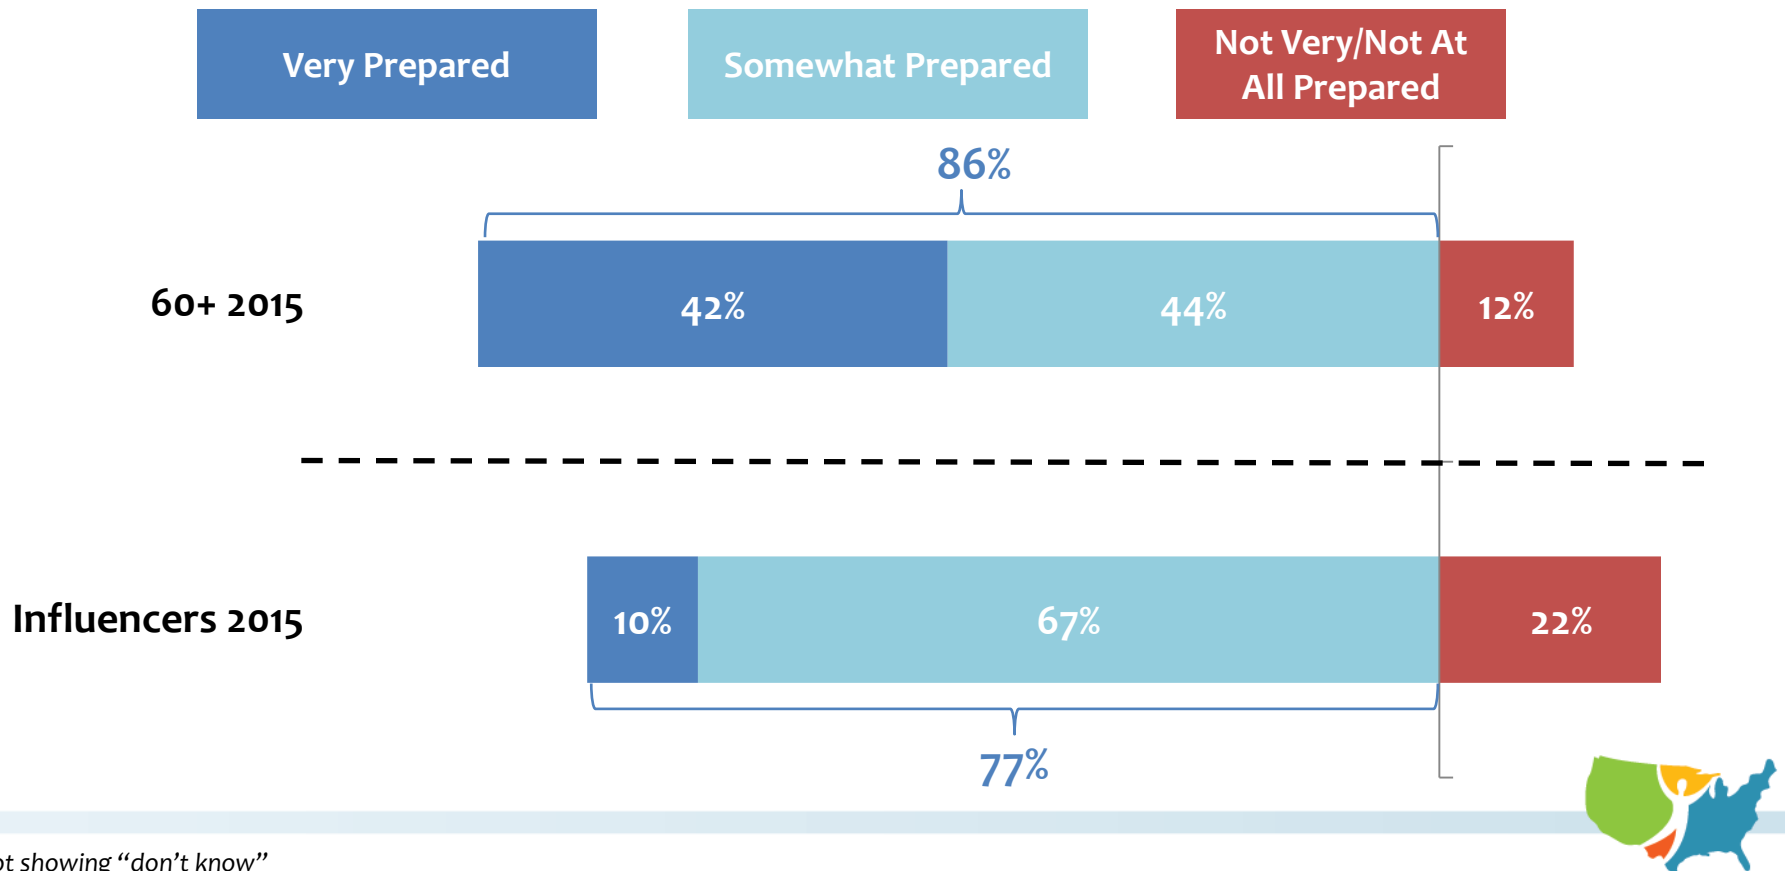 Very Prepared
Somewhat Prepared
Not Very/Not At
All Prepared
86%
60+ 2015
42%
44%
12%
Influencers 2015
10%
67%
22%
77%
showing “don’t know”